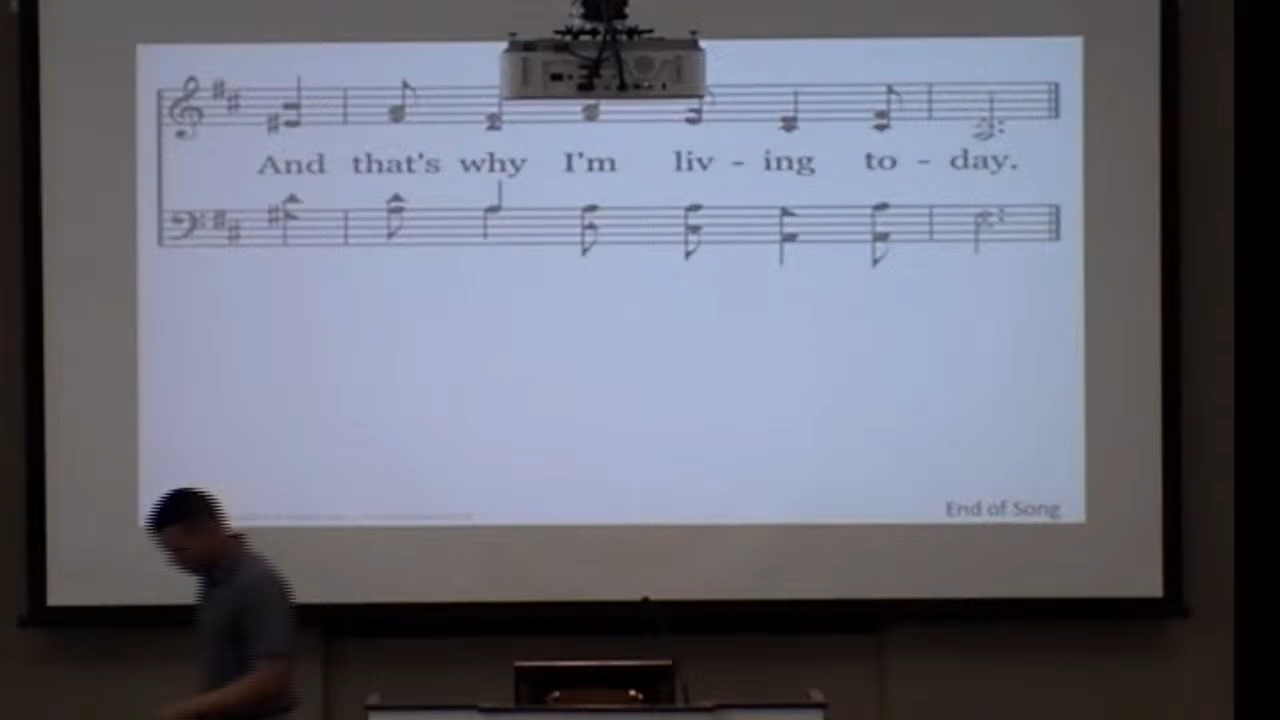 And that's why I'm liv - ing to - day.
End of Song